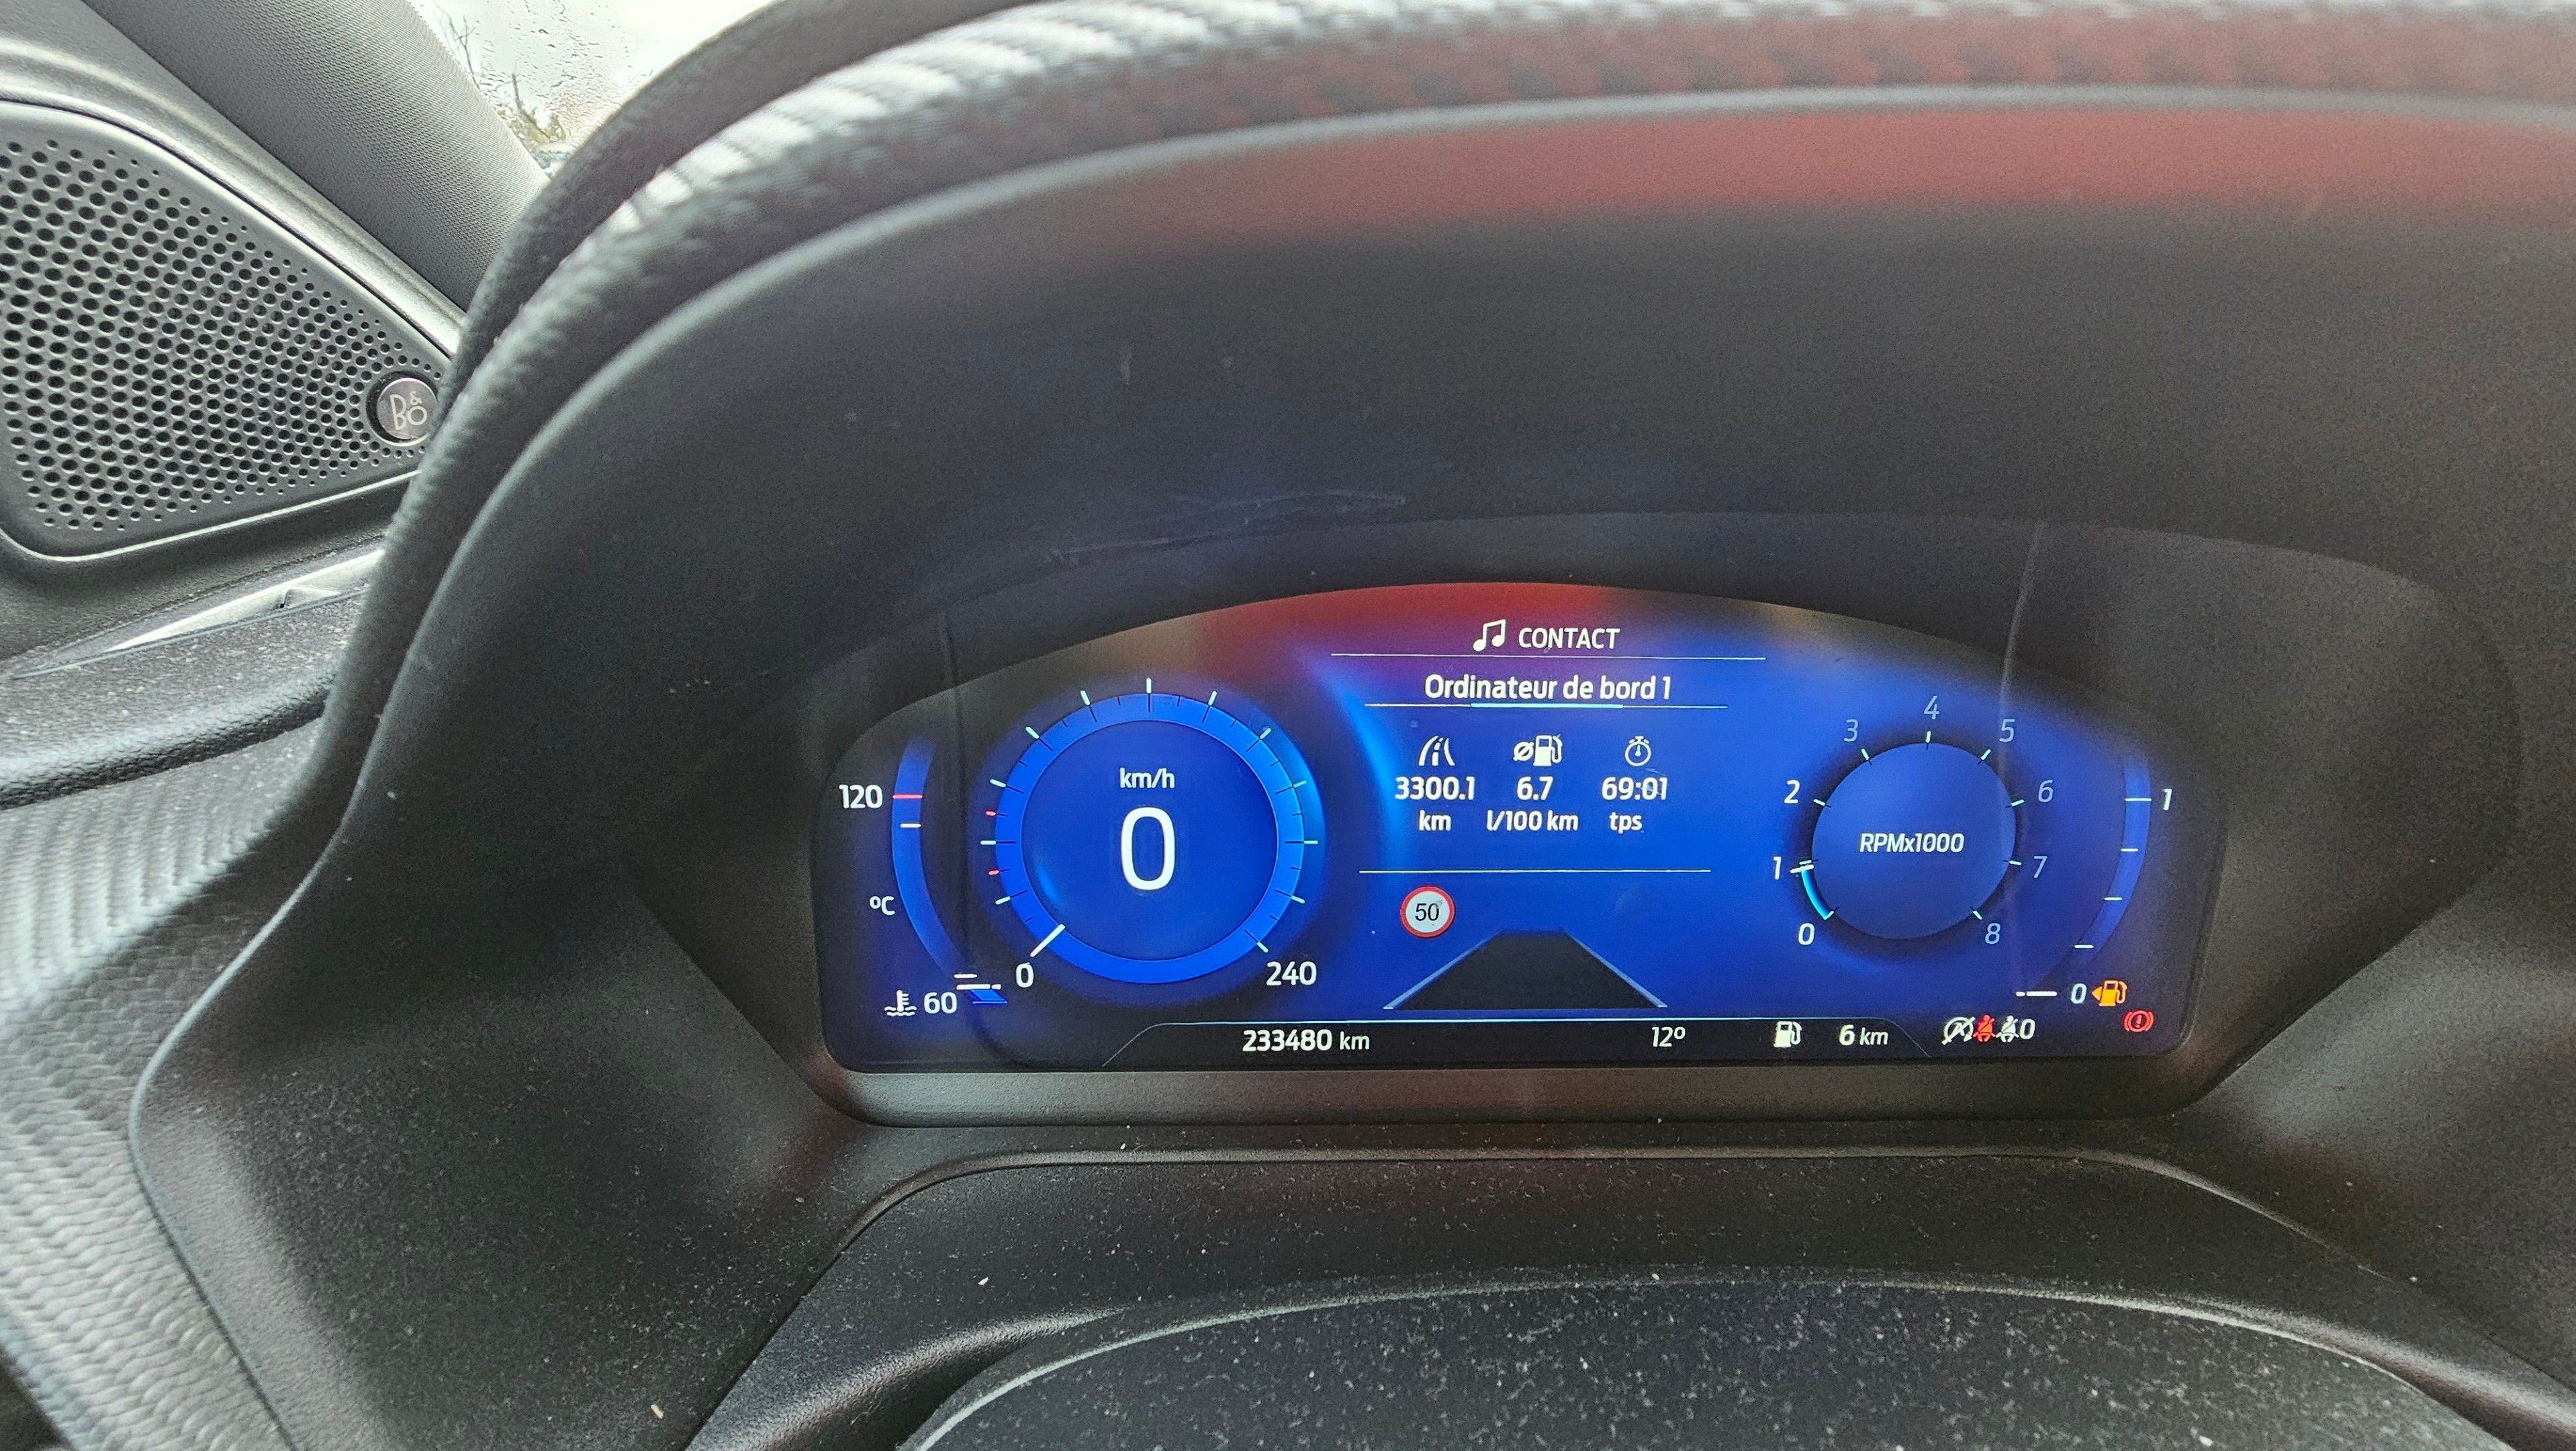 B&O
CONTACT
Ordinateur de bord 1
3300.1 6.7 69:01
km l/100 km tps
120
°C
60
km/h
0
0 240
50
0 1 2 3 4 5 6 7 8
RPMx1000
1
0
233480 km 12° 6 km 0